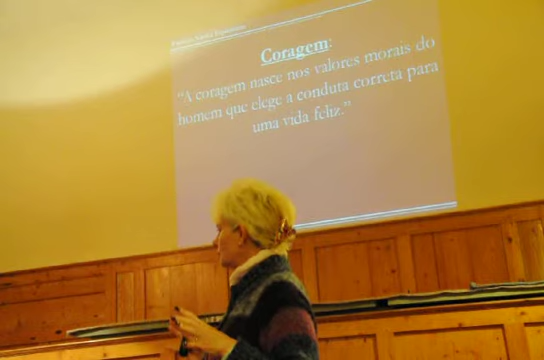 Coragem:
"A coragem nasce nos valores morais do
homem que elege a conduta correta para
uma vida feliz."